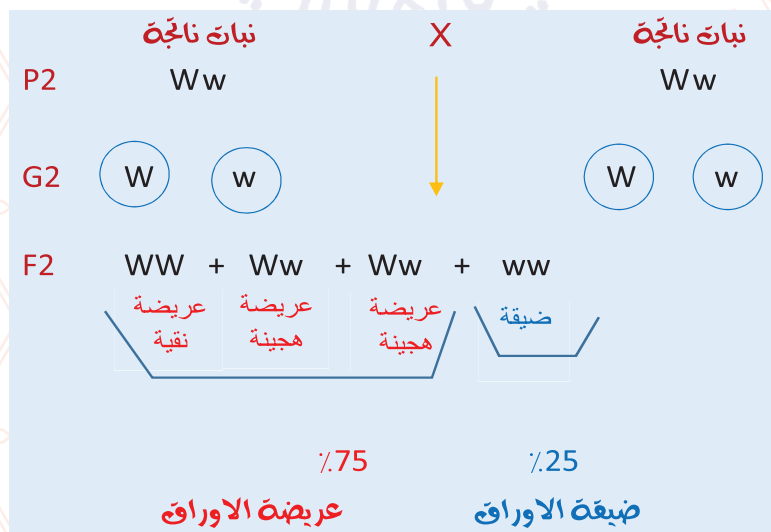 نبات ناتجة X نبات ناتجة
P2 Ww Ww
G2 W w W w
F2 WW + Ww + Ww + ww
عريضة نقية
عريضة هجينة
عريضة هجينة
ضيقة
٪75 ٪25
عريضة الاوراق ضيقة الاوراق